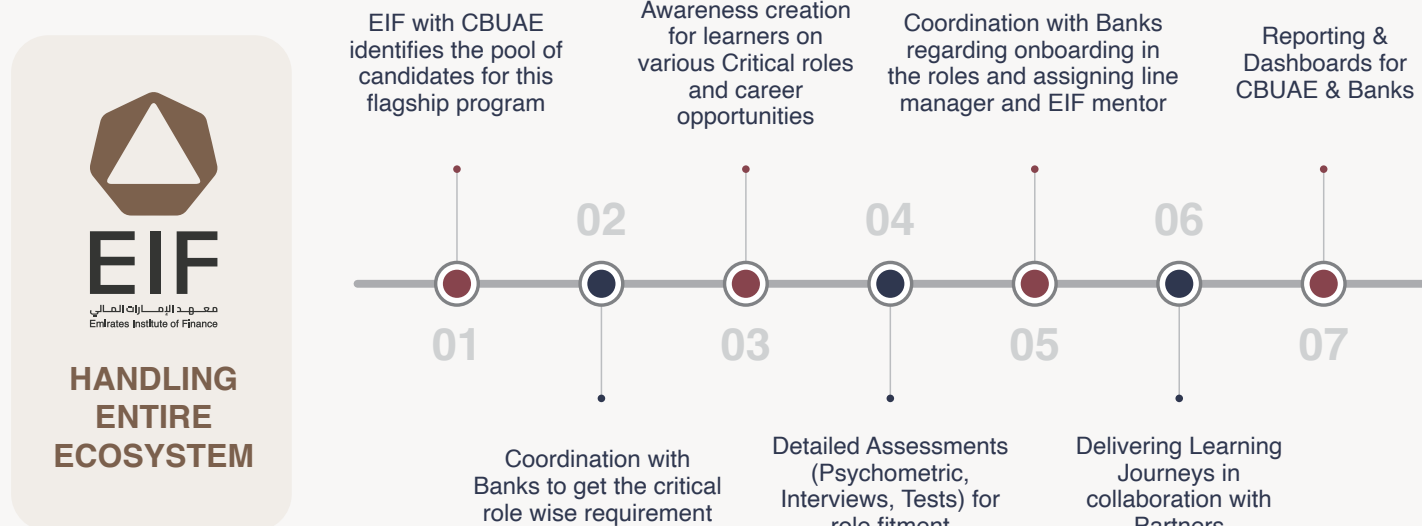 EIF
معهد الإمارات المالي
Emirates Institute of Finance
HANDLING
ENTIRE
ECOSYSTEM
EIF with CBUAE
identifies the pool of
candidates for this
flagship program
01
02
Coordination with
Banks to get the critical
role wise requirement
Awareness creation
for learners on
various Critical roles
and career
opportunities
03
04
Detailed Assessments
(Psychometric,
Interviews, Tests) for
role fitment
Coordination with Banks
regarding onboarding in
the roles and assigning line
manager and EIF mentor
05
06
Delivering Learning
Journeys in
collaboration with
Partners
Reporting &
Dashboards for
CBUAE & Banks
07